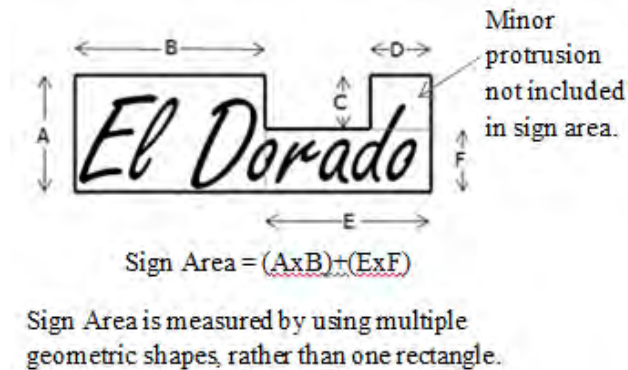 Minor
protrusion
not included
in sign area.
B
D
A
C
El Dorado
F
E
Sign Area = (AxB)+(ExF)
Sign Area is measured by using multiple
geometric shapes, rather than one rectangle.